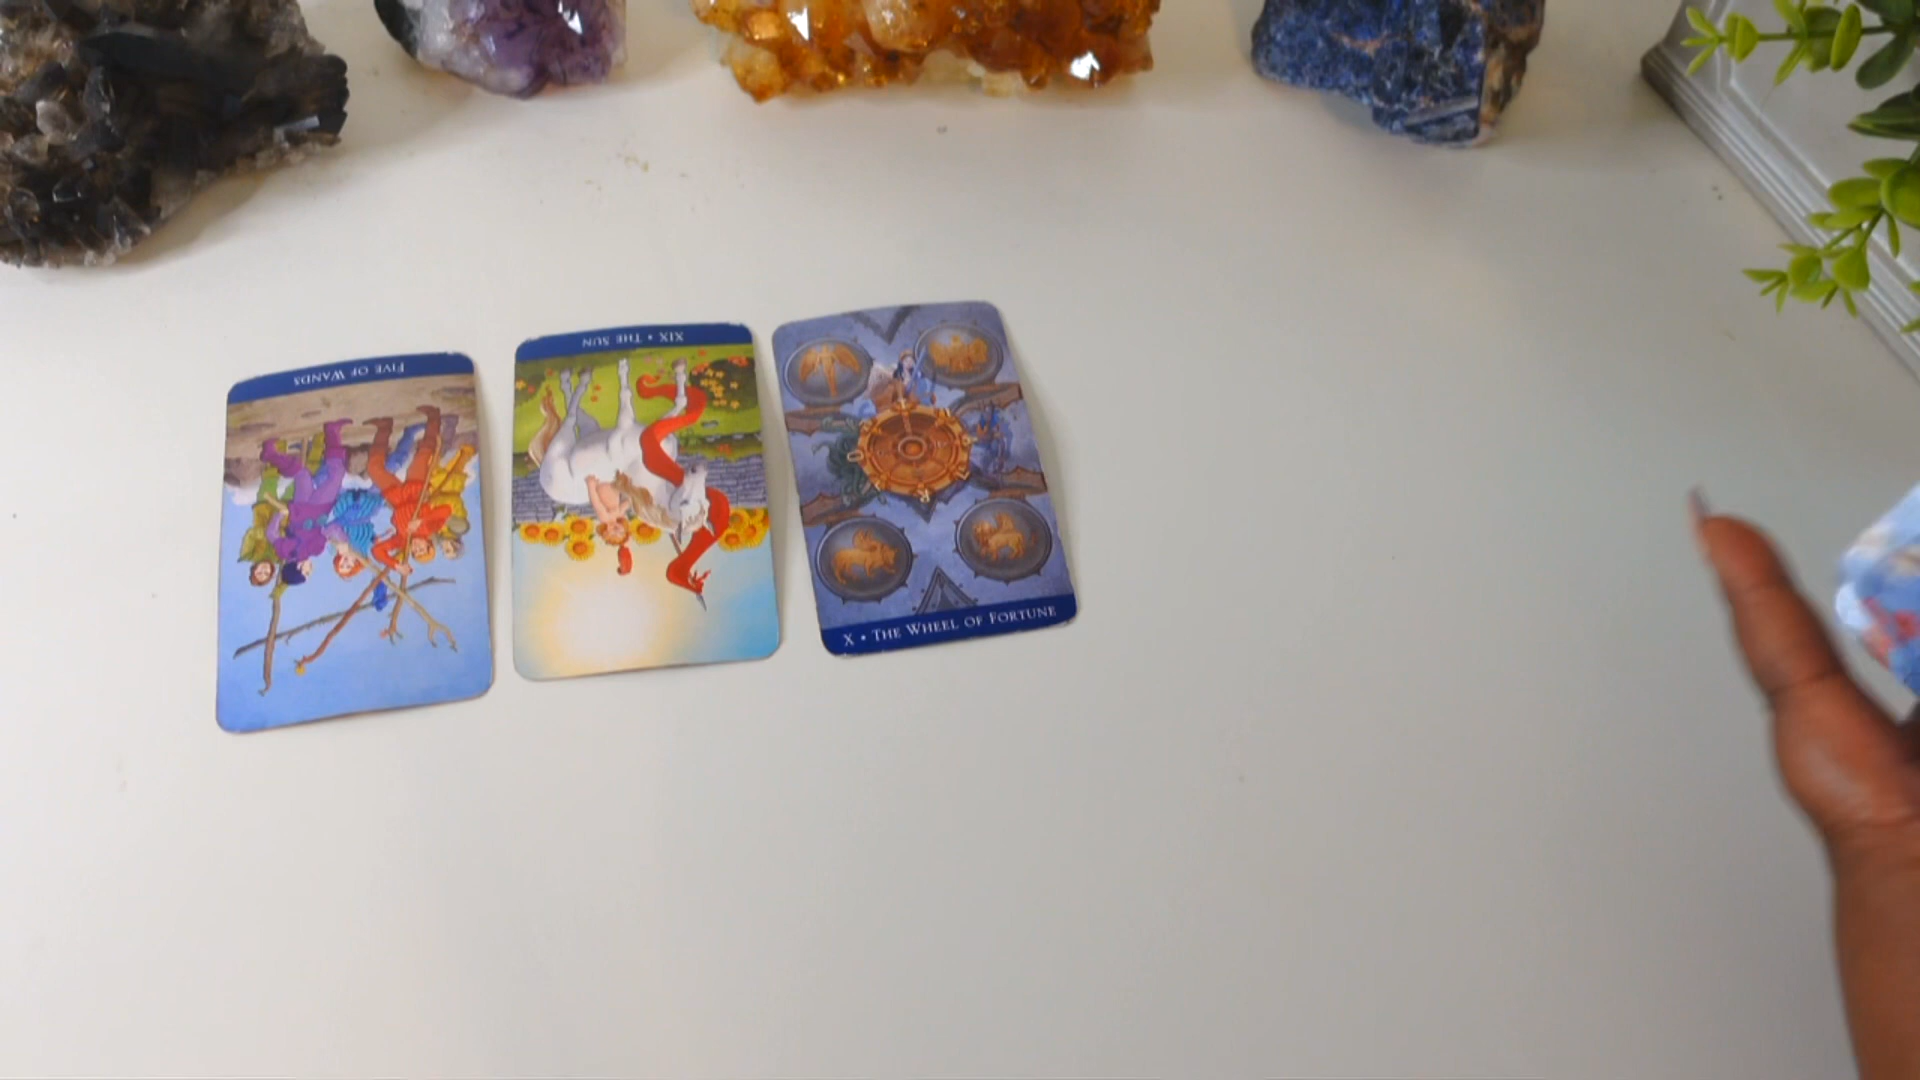 FIVE OF WANDS
XIX • THE SUN
X • THE WHEEL OF FORTUNE